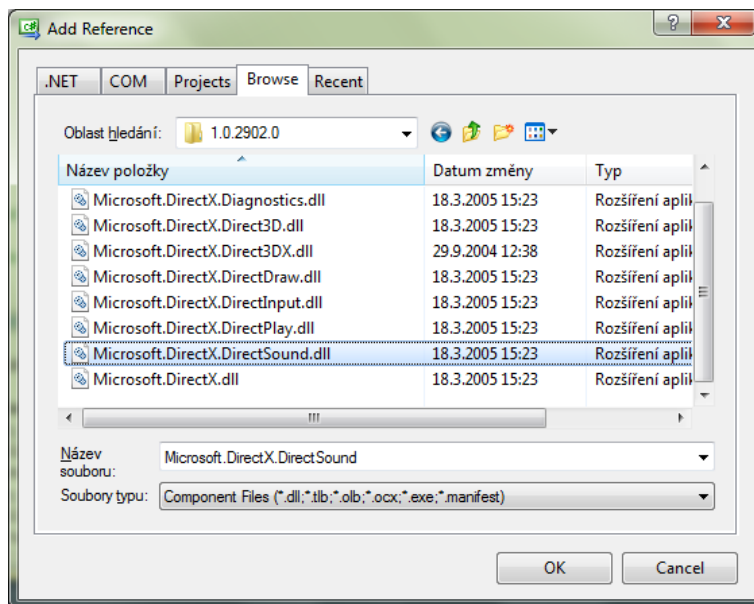 Add Reference
.NET COM Projects Browse Recent
Oblast hledání: 1.0.2902.0
Název položky Datum změny Typ
Microsoft.DirectX.Diagnostics.dll 18.3.2005 15:23 Rozšíření aplik
Microsoft.DirectX.Direct3D.dll 18.3.2005 15:23 Rozšíření aplik
Microsoft.DirectX.Direct3DX.dll 29.9.2004 12:38 Rozšíření aplik
Microsoft.DirectX.DirectDraw.dll 18.3.2005 15:23 Rozšíření aplik
Microsoft.DirectX.DirectInput.dll 18.3.2005 15:23 Rozšíření aplik
Microsoft.DirectX.DirectPlay.dll 18.3.2005 15:23 Rozšíření aplik
Microsoft.DirectX.DirectSound.dll 18.3.2005 15:23 Rozšíření aplik
Microsoft.DirectX.dll 18.3.2005 15:23 Rozšíření aplik
Název
souboru: Microsoft.DirectX.DirectSound
Soubory typu: Component Files (*.dll;*.tlb;*.olb;*.ocx;*.exe;*.manifest)
OK Cancel